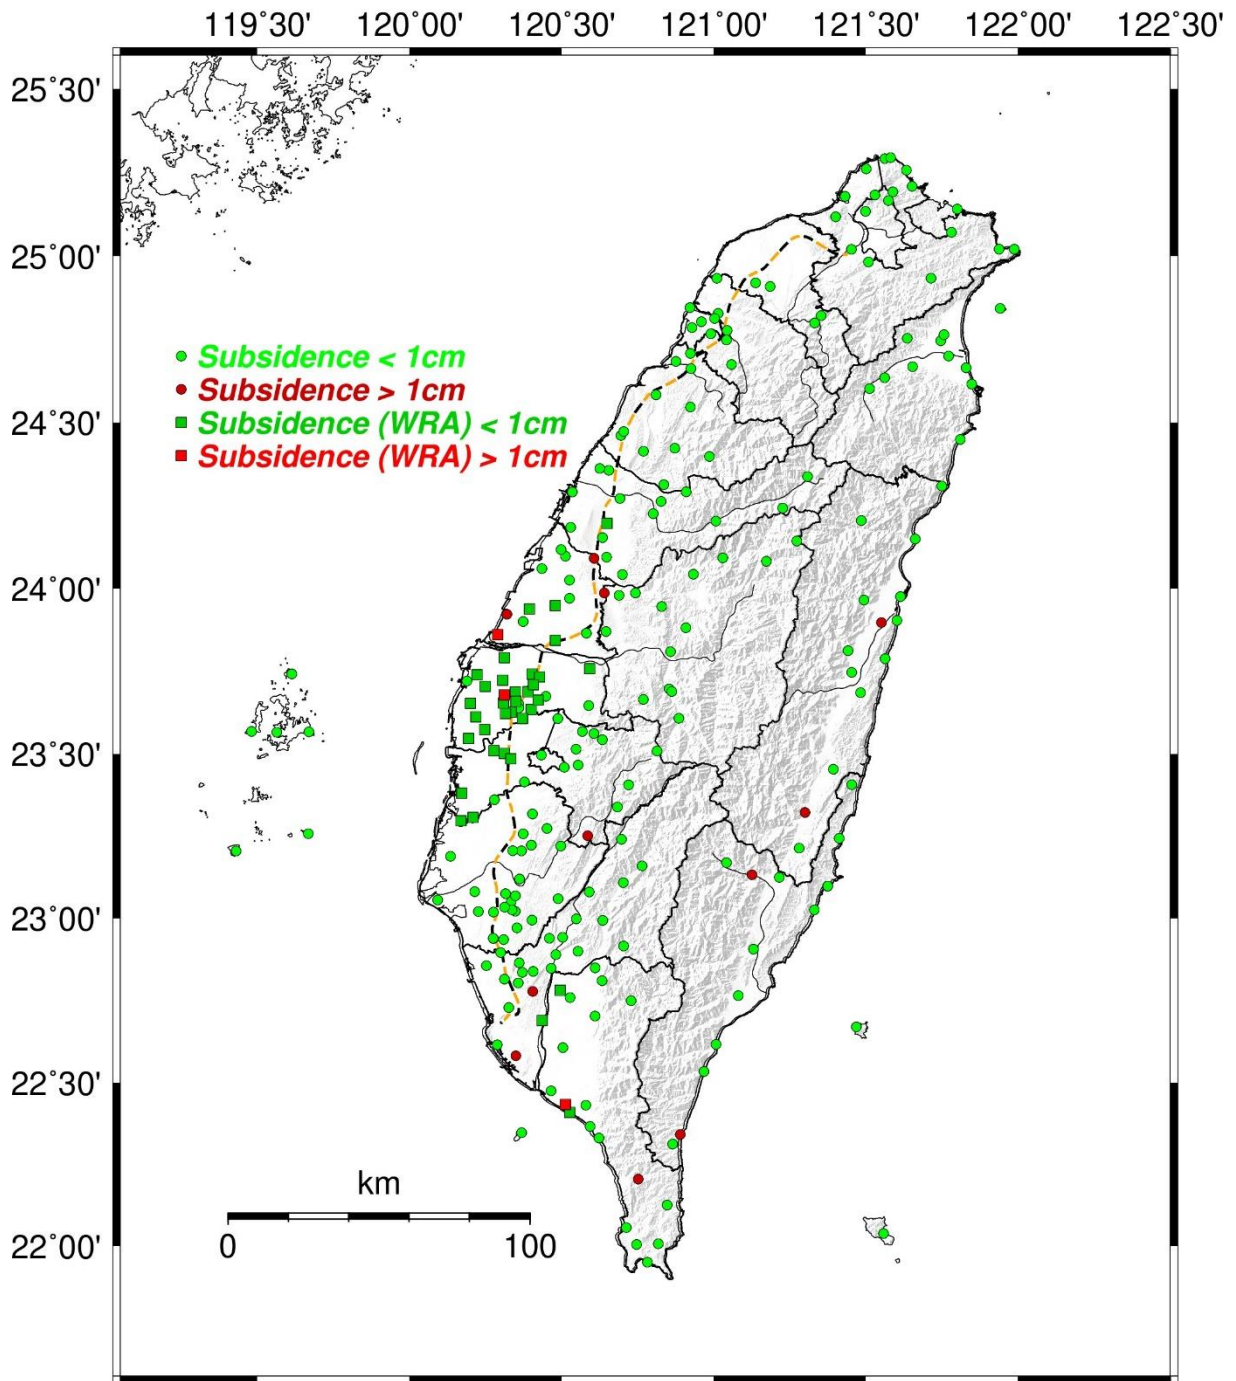 119˚30' 120˚00' 120˚30' 121˚00' 121˚30' 122˚00' 122˚30'
25˚30'
25˚00'
24˚30'
24˚00'
23˚30'
23˚00'
22˚30'
22˚00'
Subsidence < 1cm
Subsidence > 1cm
Subsidence (WRA) < 1cm
Subsidence (WRA) > 1cm
km
0 100